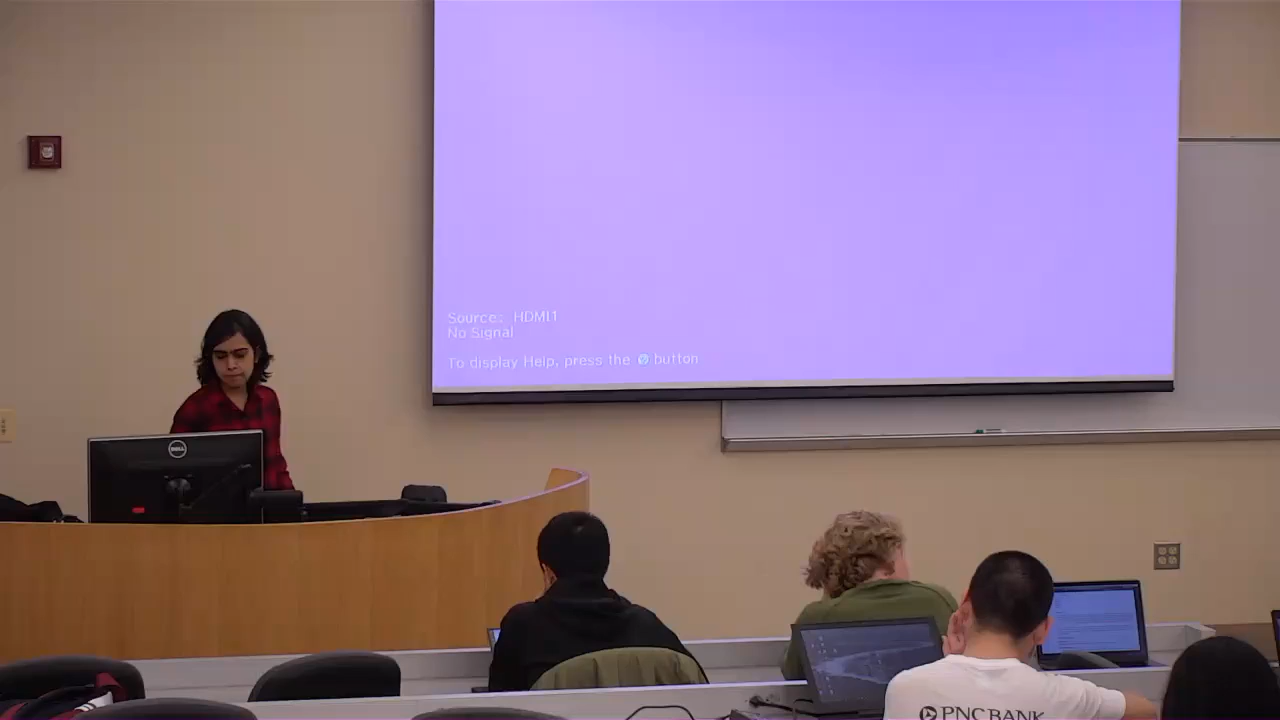 Source: HDMI1
No Signal
To display Help, press the button
DELL
PNC BANK